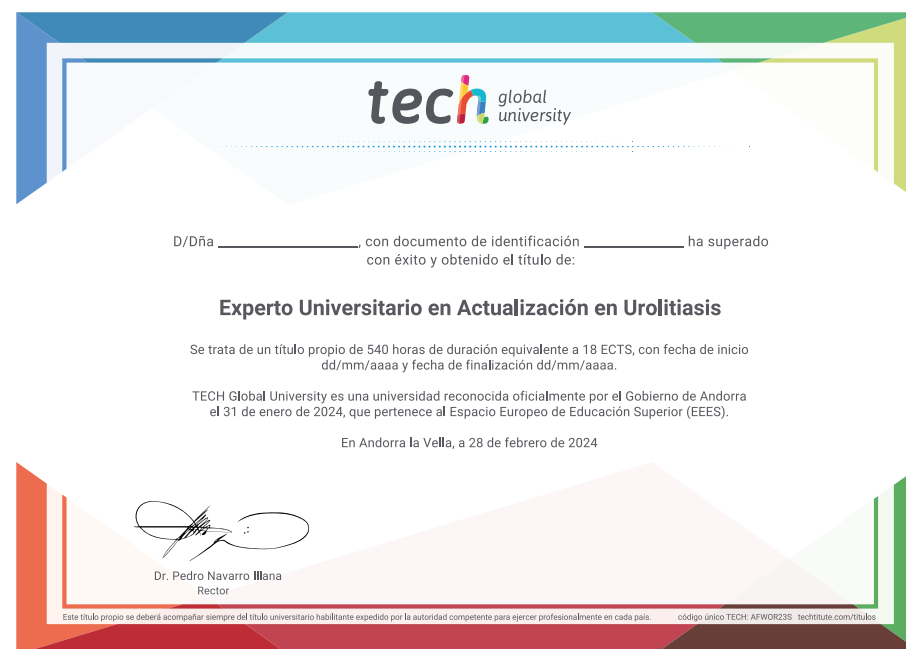 tech global university
D/Dña ______________, con documento de identificación __________ ha superado
con éxito y obtenido el título de:
Experto Universitario en Actualización en Urolitiasis
Se trata de un título propio de 540 horas de duración equivalente a 18 ECTS, con fecha de inicio
dd/mm/aaaa y fecha de finalización dd/mm/aaaa.
TECH Global University es una universidad reconocida oficialmente por el Gobierno de Andorra
el 31 de enero de 2024, que pertenece al Espacio Europeo de Educación Superior (EEES).
En Andorra la Vella, a 28 de febrero de 2024
Dr. Pedro Navarro Illana
Rector
Este título propio se deberá acompañar siempre del título universitario habilitante expedido por la autoridad competente para ejercer profesionalmente en cada país. código único TECH: AFWOR23S techtitute.com/titulos